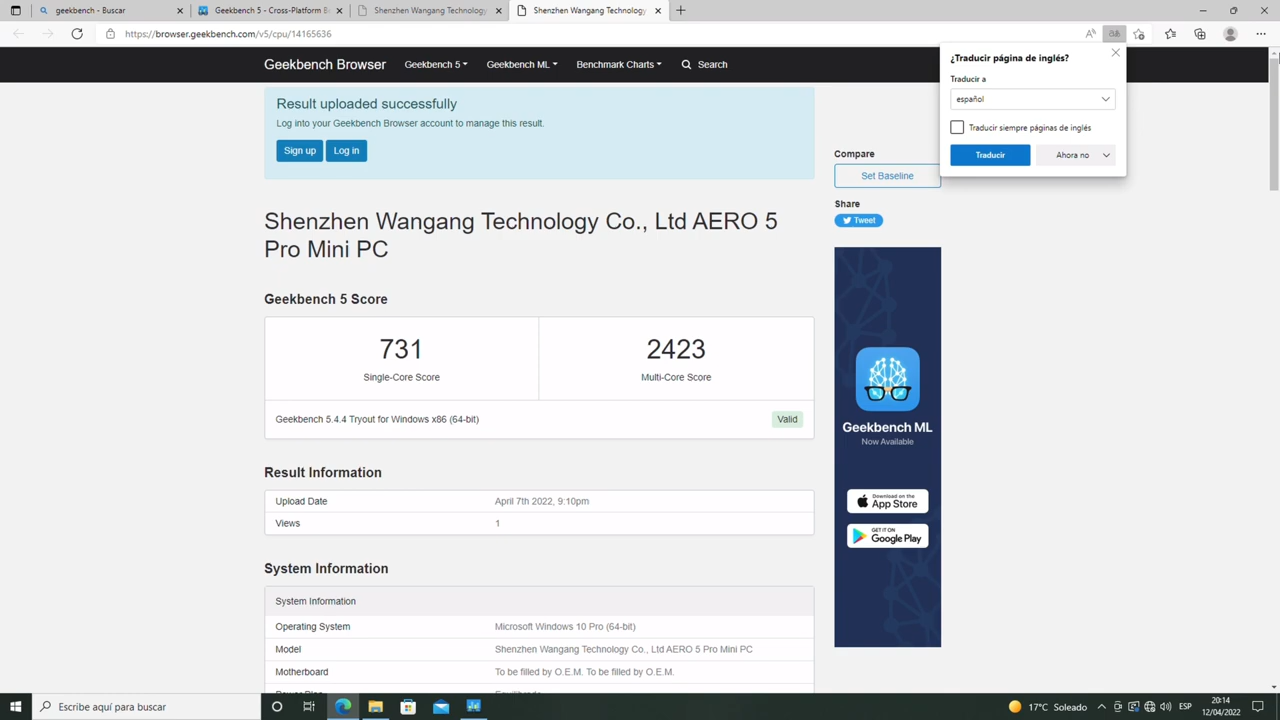 geekbench - Buscar
Geekbench 5 - Cross-Platform B
Shenzhen Wangang Technology
Shenzhen Wangang Technology
https://browser.geekbench.com/v5/cpu/14165636
Geekbench Browser
Geekbench 5
Geekbench ML
Benchmark Charts
Search
¿Traducir página de inglés?
Traducir a
español
Traducir siempre páginas de inglés
Traducir
Ahora no
Result uploaded successfully
Log into your Geekbench Browser account to manage this result.
Sign up
Log in
Compare
Set Baseline
Share
Tweet
Shenzhen Wangang Technology Co., Ltd AERO 5
Pro Mini PC
Geekbench 5 Score
731
2423
Single-Core Score
Multi-Core Score
Geekbench 5.4.4 Tryout for Windows x86 (64-bit)
Valid
Geekbench ML
Now Available
Download on the
App Store
GET IT ON
Google Play
Result Information
Upload Date
April 7th 2022, 9:10pm
Views
1
System Information
System Information
Operating System
Microsoft Windows 10 Pro (64-bit)
Model
Shenzhen Wangang Technology Co., Ltd AERO 5 Pro Mini PC
Motherboard
To be filled by O.E.M. To be filled by O.E.M.
Escribe aquí para buscar
17°C Soleado
ESP
20:14
12/04/2022